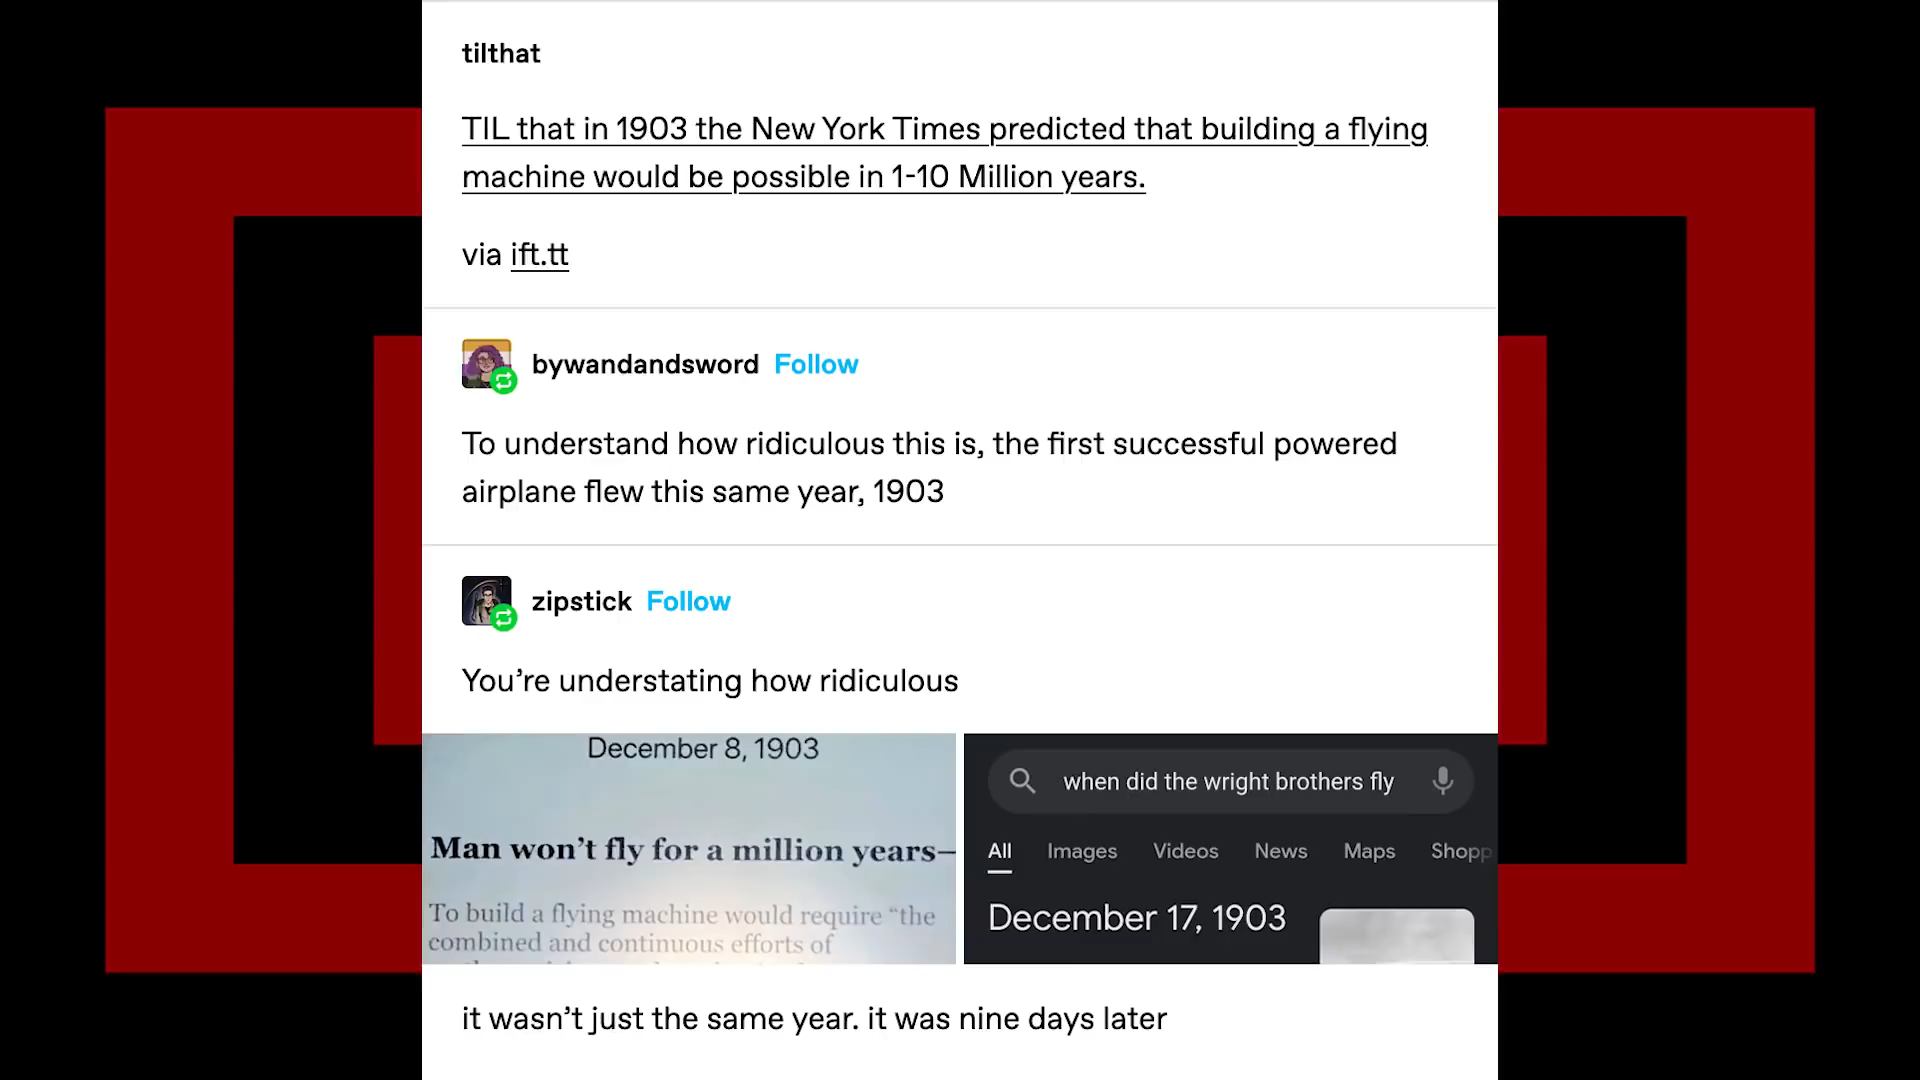 tilthat
TIL that in 1903 the New York Times predicted that building a flying
machine would be possible in 1-10 Million years.
via ift.tt
bywandandsword Follow
To understand how ridiculous this is, the first successful powered
airplane flew this same year, 1903
zipstick Follow
You’re understating how ridiculous
December 8, 1903
Man won’t fly for a million years—
To build a flying machine would require “the
combined and continuous efforts of
when did the wright brothers fly
All Images Videos News Maps Shopp
December 17, 1903
it wasn’t just the same year. it was nine days later